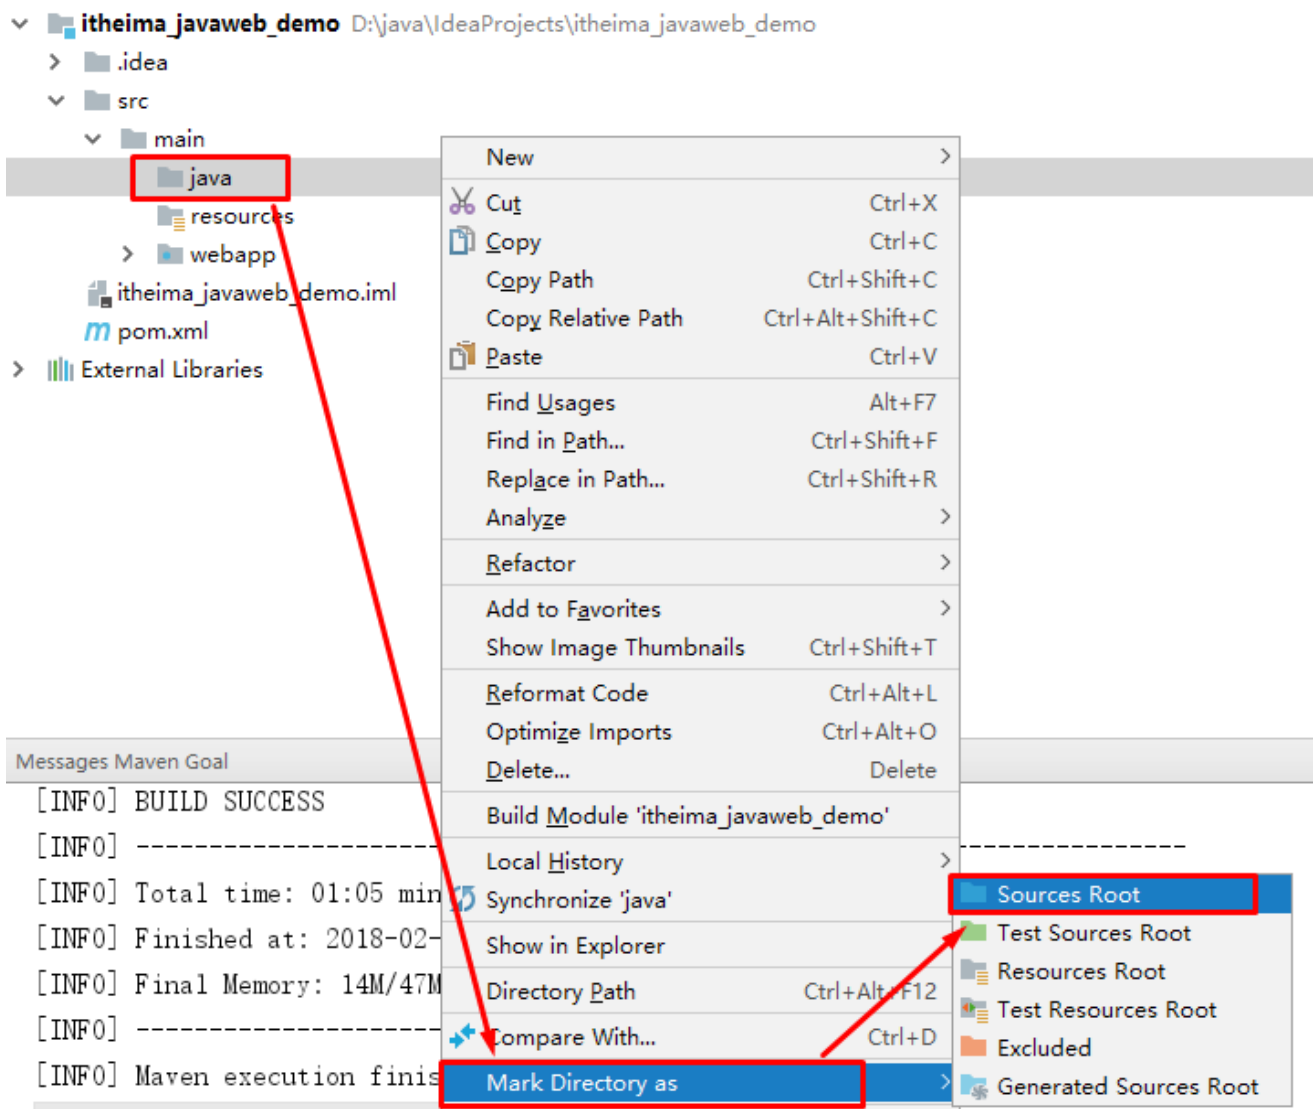 itheima_javaweb_demo D:\java\IdeaProjects\itheima_javaweb_demo
.idea
src
main
java
resources
webapp
itheima_javaweb_demo.iml
pom.xml
External Libraries
New
Cut Ctrl+X
Copy Ctrl+C
Copy Path Ctrl+Shift+C
Copy Relative Path Ctrl+Alt+Shift+C
Paste Ctrl+V
Find Usages Alt+F7
Find in Path... Ctrl+Shift+F
Replace in Path... Ctrl+Shift+R
Analyze
Refactor
Add to Favorites
Show Image Thumbnails Ctrl+Shift+T
Reformat Code Ctrl+Alt+L
Optimize Imports Ctrl+Alt+O
Delete... Delete
Build Module 'itheima_javaweb_demo'
Local History
Synchronize 'java'
Show in Explorer
Directory Path Ctrl+Alt+F12
Compare With... Ctrl+D
Mark Directory as
Sources Root
Test Sources Root
Resources Root
Test Resources Root
Excluded
Generated Sources Root
Messages Maven Goal
[INFO] BUILD SUCCESS
[INFO] ------------------------------------------------------------------------
[INFO] Total time: 01:05 min
[INFO] Finished at: 2018-02-
[INFO] Final Memory: 14M/47M
[INFO] ---------------------
[INFO] Maven execution finis